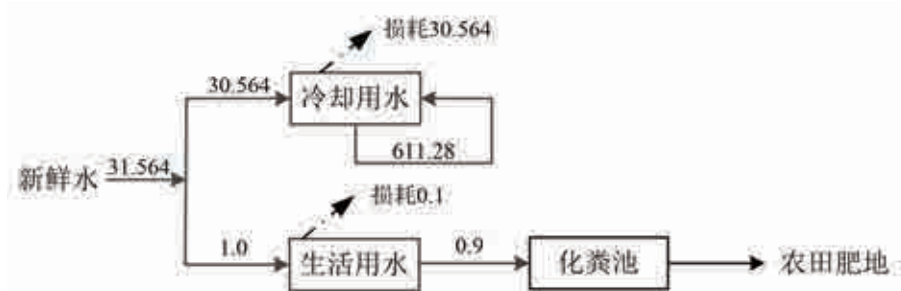 损耗30.564
30.564
冷却用水
611.28
新鲜水
31.564
损耗0.1
1.0
生活用水
0.9
化粪池
农田肥地